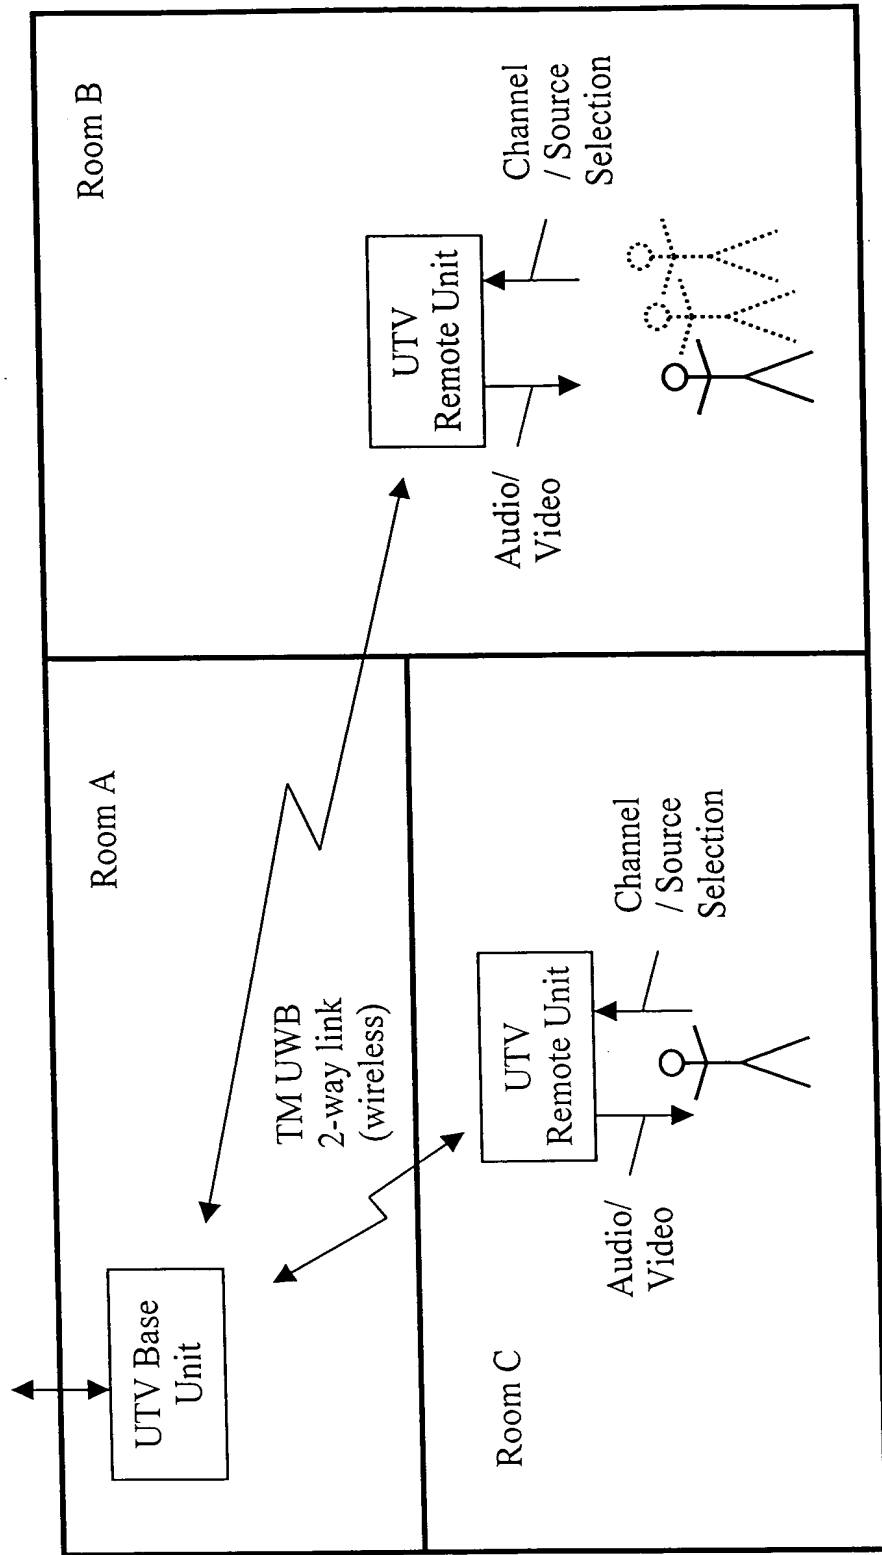 Room A
Room B
UTV Base
Unit
TM UWB
2-way link
(wireless)
UTV
Remote Unit
Audio/
Video
Channel
/ Source
Selection
Room C
UTV
Remote Unit
Audio/
Video
Channel
/ Source
Selection